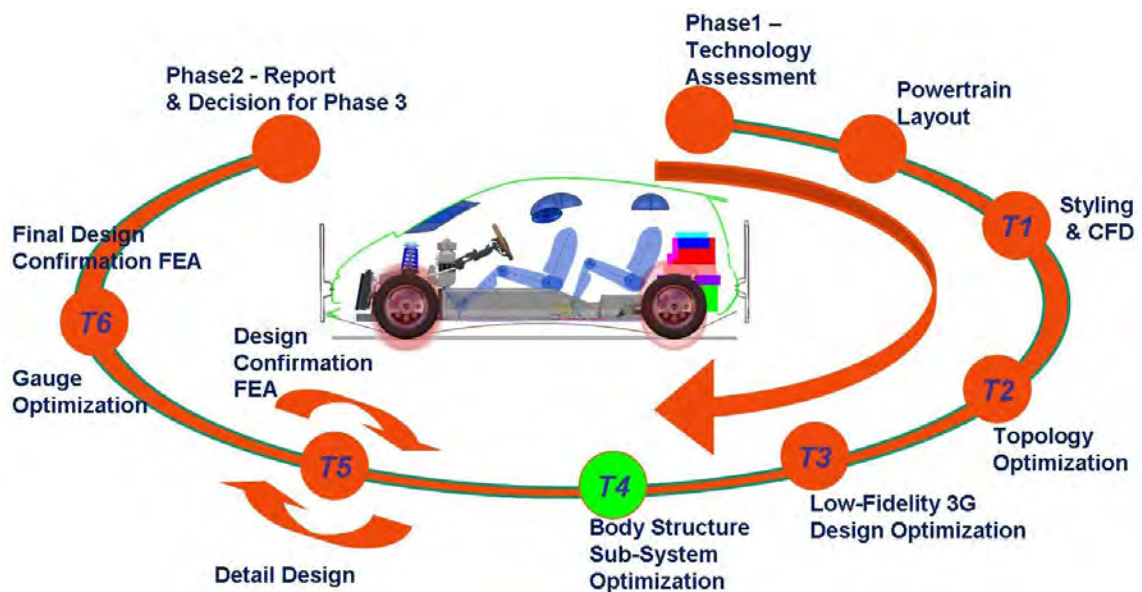 Phase1 –
Technology
Assessment
Powertrain
Layout
T1
Styling
& CFD
T2
Topology
Optimization
T3
Low-Fidelity 3G
Design Optimization
T4
Body Structure
Sub-System
Optimization
T5
Design
Confirmation
FEA
Detail Design
T6
Gauge
Optimization
Final Design
Confirmation FEA
Phase2 - Report
& Decision for Phase 3